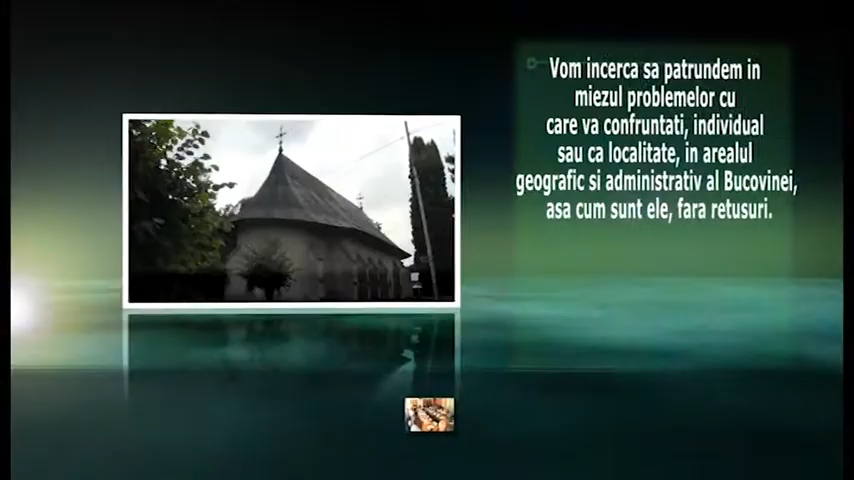 Vom incerca sa patrundem in
miezul problemelor cu
care va confruntati, individual
sau ca localitate, in arealul
geografic si administrativ al Bucovinei,
asa cum sunt ele, fara retusuri.